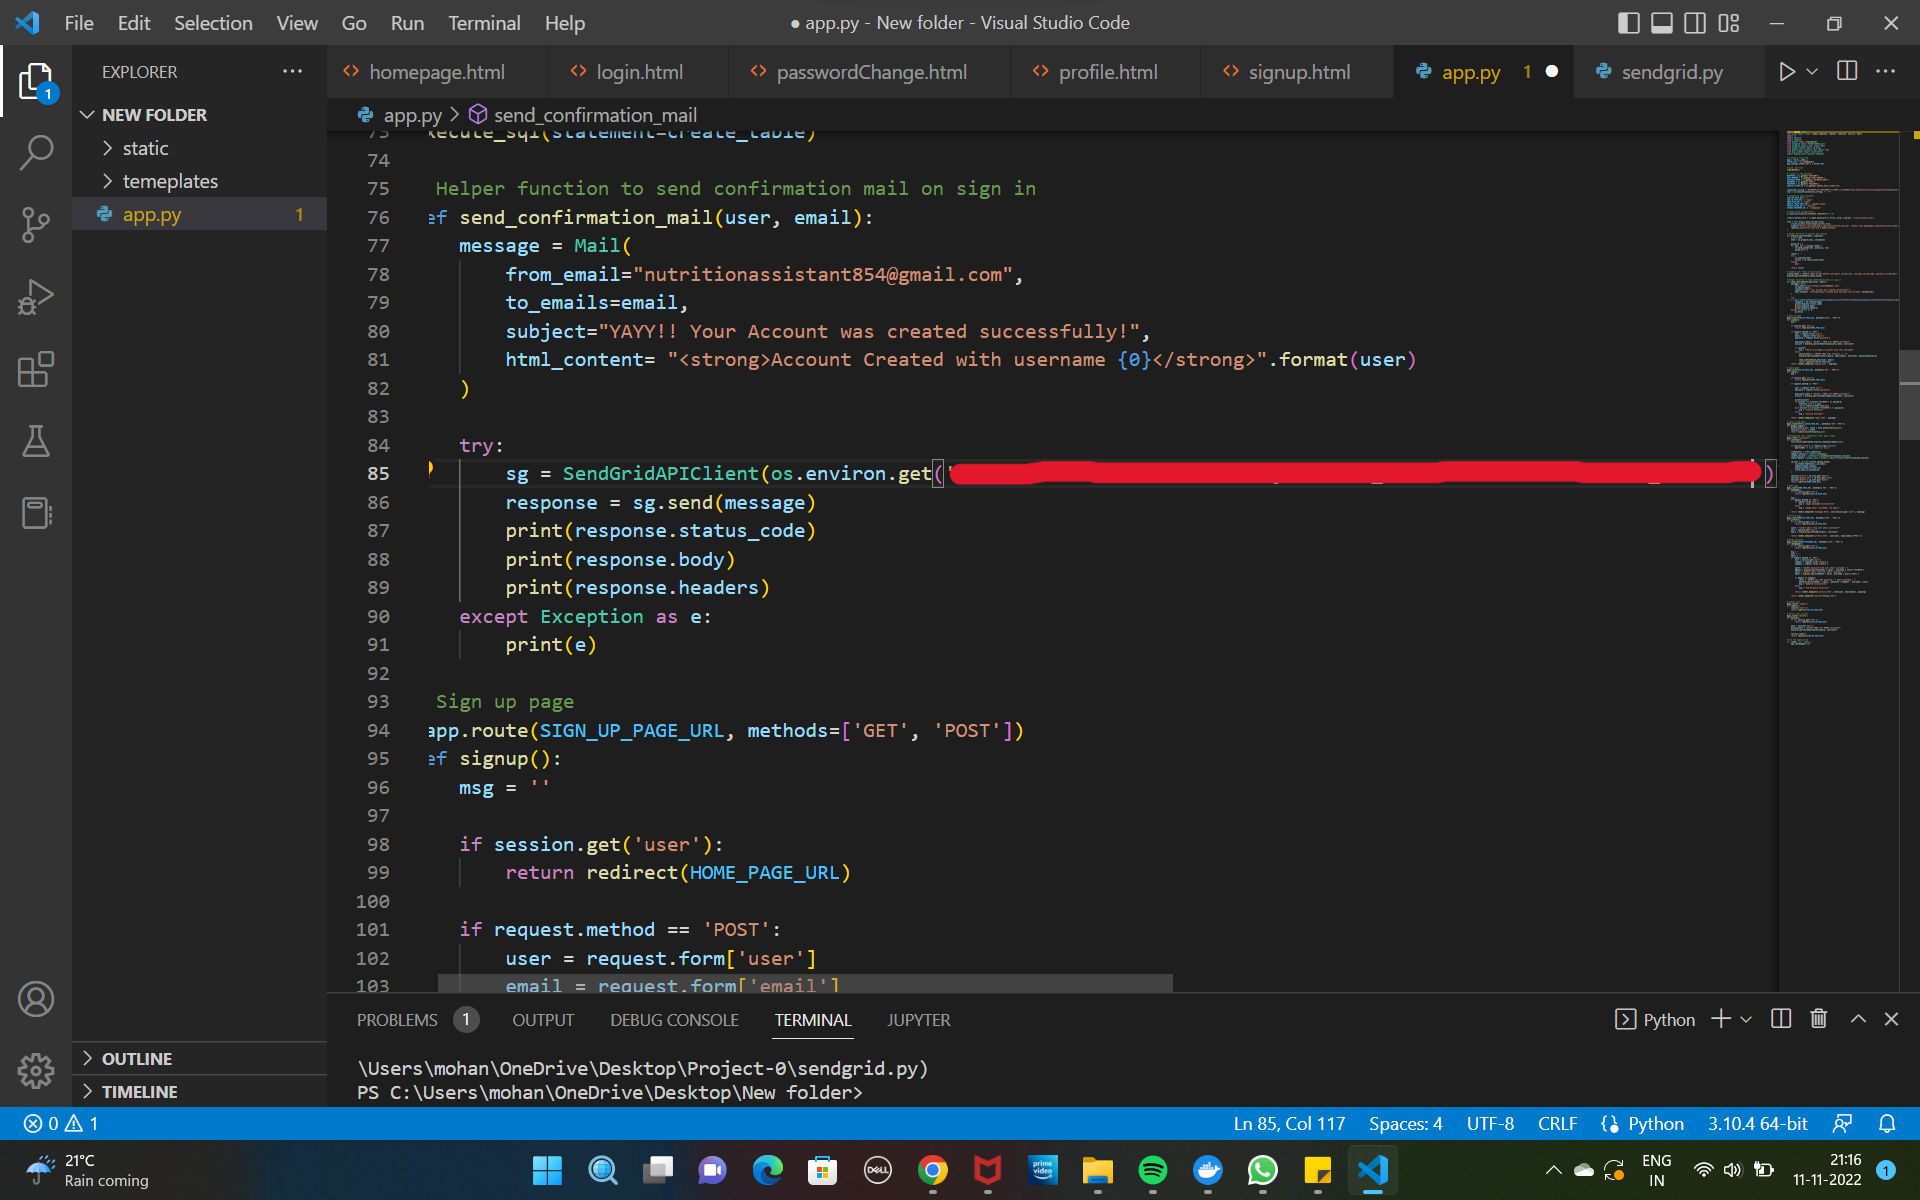 File Edit Selection View Go Run Terminal Help
● app.py - New folder - Visual Studio Code
EXPLORER
homepage.html
login.html
passwordChange.html
profile.html
signup.html
app.py 1
sendgrid.py
NEW FOLDER
static
temeplates
app.py 1
1
app.py > send_confirmation_mail
73 xecute_sql(statement=create_table)
74
75 Helper function to send confirmation mail on sign in
76 ef send_confirmation_mail(user, email):
77 message = Mail(
78 from_email="nutritionassistant854@gmail.com",
79 to_emails=email,
80 subject="YAYY!! Your Account was created successfully!",
81 html_content= "<strong>Account Created with username {0}</strong>".format(user)
82 )
83
84 try:
85 sg = SendGridAPIClient(os.environ.get(' )
86 response = sg.send(message)
87 print(response.status_code)
88 print(response.body)
89 print(response.headers)
90 except Exception as e:
91 print(e)
92
93 Sign up page
94 app.route(SIGN_UP_PAGE_URL, methods=['GET', 'POST'])
95 ef signup():
96 msg = ''
97
98 if session.get('user'):
99 return redirect(HOME_PAGE_URL)
100
101 if request.method == 'POST':
102 user = request.form['user']
103 email = request.form['email']
OUTLINE
TIMELINE
PROBLEMS 1 OUTPUT DEBUG CONSOLE TERMINAL JUPYTER
Python
\Users\mohan\OneDrive\Desktop\Project-0\sendgrid.py)
PS C:\Users\mohan\OneDrive\Desktop\New folder>
0 1
Ln 85, Col 117 Spaces: 4 UTF-8 CRLF Python 3.10.4 64-bit
21°C
Rain coming
DELL
prime video
ENG
IN
21:16
11-11-2022
1